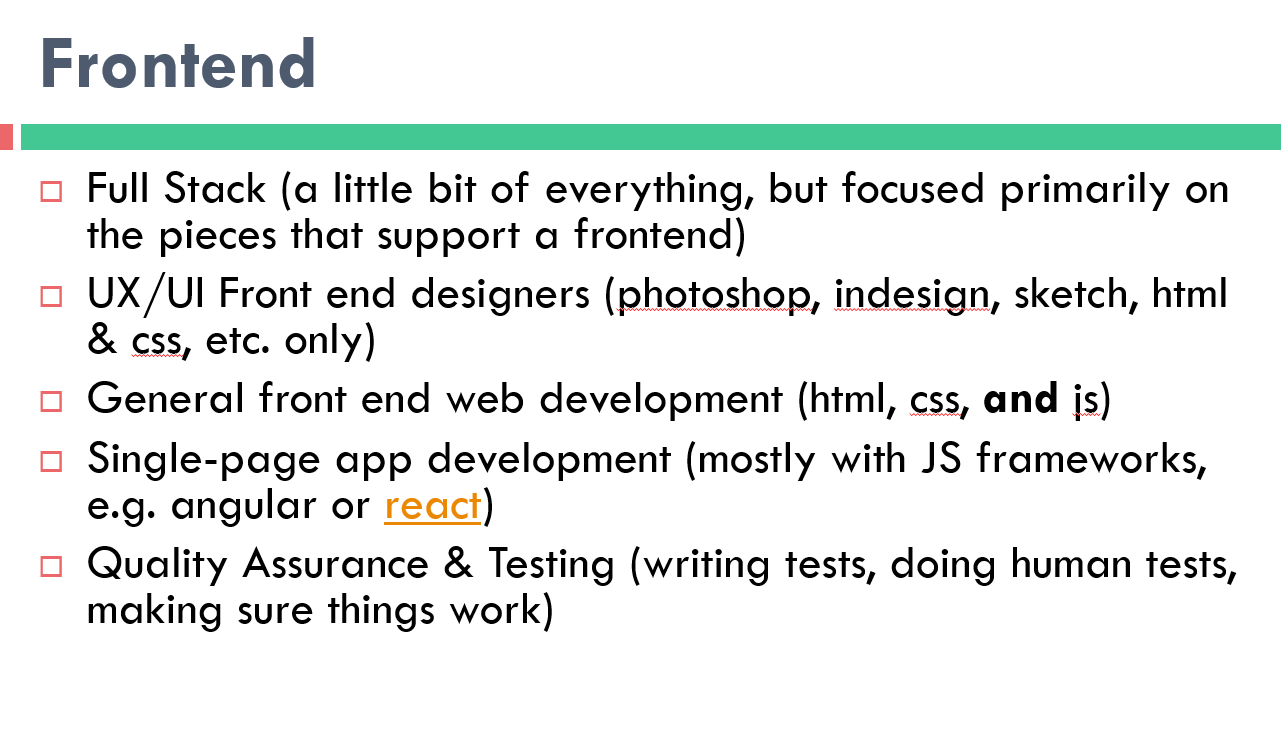 Frontend
Full Stack (a little bit of everything, but focused primarily on
the pieces that support a frontend)
UX/UI Front end designers (photoshop, indesign, sketch, html
& css, etc. only)
General front end web development (html, css, and js)
Single-page app development (mostly with JS frameworks,
e.g. angular or react)
Quality Assurance & Testing (writing tests, doing human tests,
making sure things work)